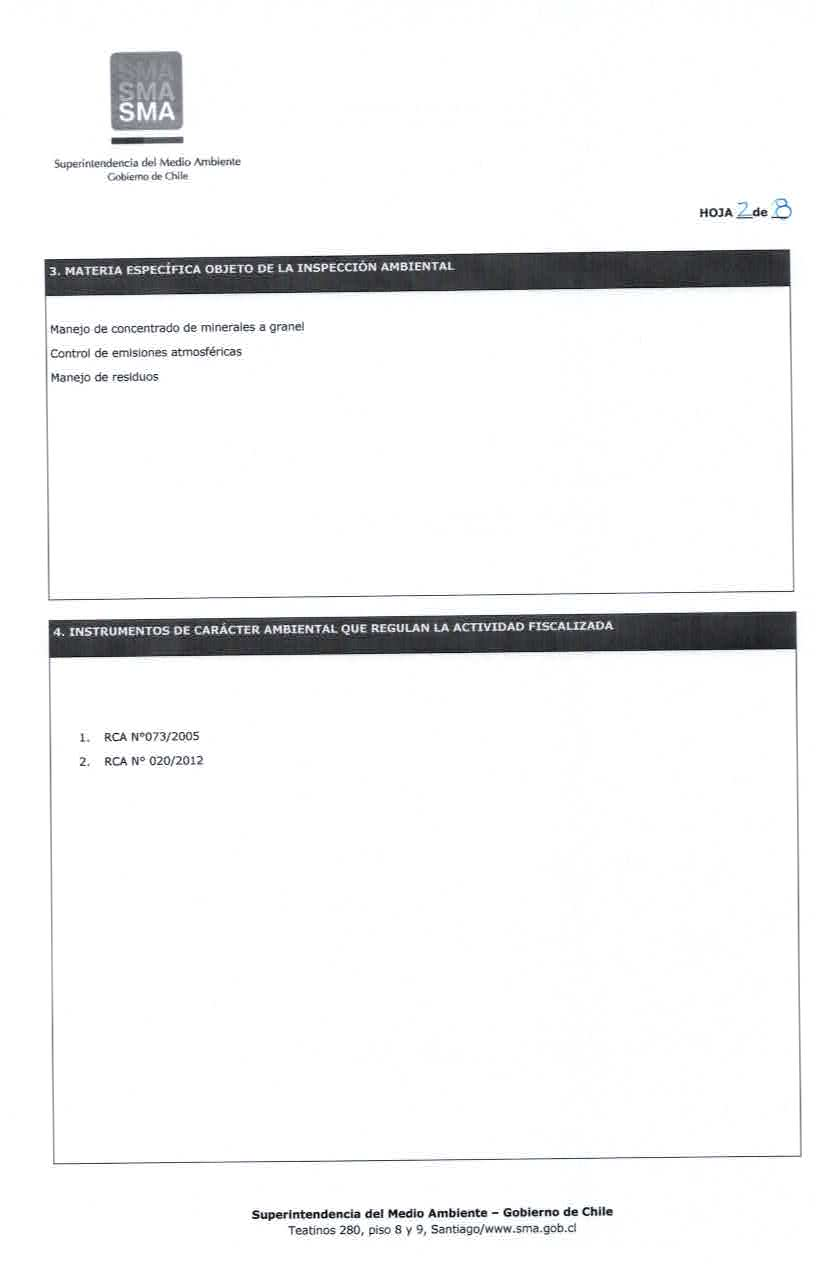 SMA
SMA
SMA
Superintendencia del Medio Ambiente
Gobierno de Chile
HOJA 2 de 8
3. MATERIA ESPECÍFICA OBJETO DE LA INSPECCIÓN AMBIENTAL
Manejo de concentrado de minerales a granel
Control de emisiones atmosféricas
Manejo de residuos
4. INSTRUMENTOS DE CARÁCTER AMBIENTAL QUE REGULAN LA ACTIVIDAD FISCALIZADA
1. RCA Nº073/2005
2. RCA Nº 020/2012
Superintendencia del Medio Ambiente – Gobierno de Chile
Teatinos 280, piso 8 y 9, Santiago/www.sma.gob.cl